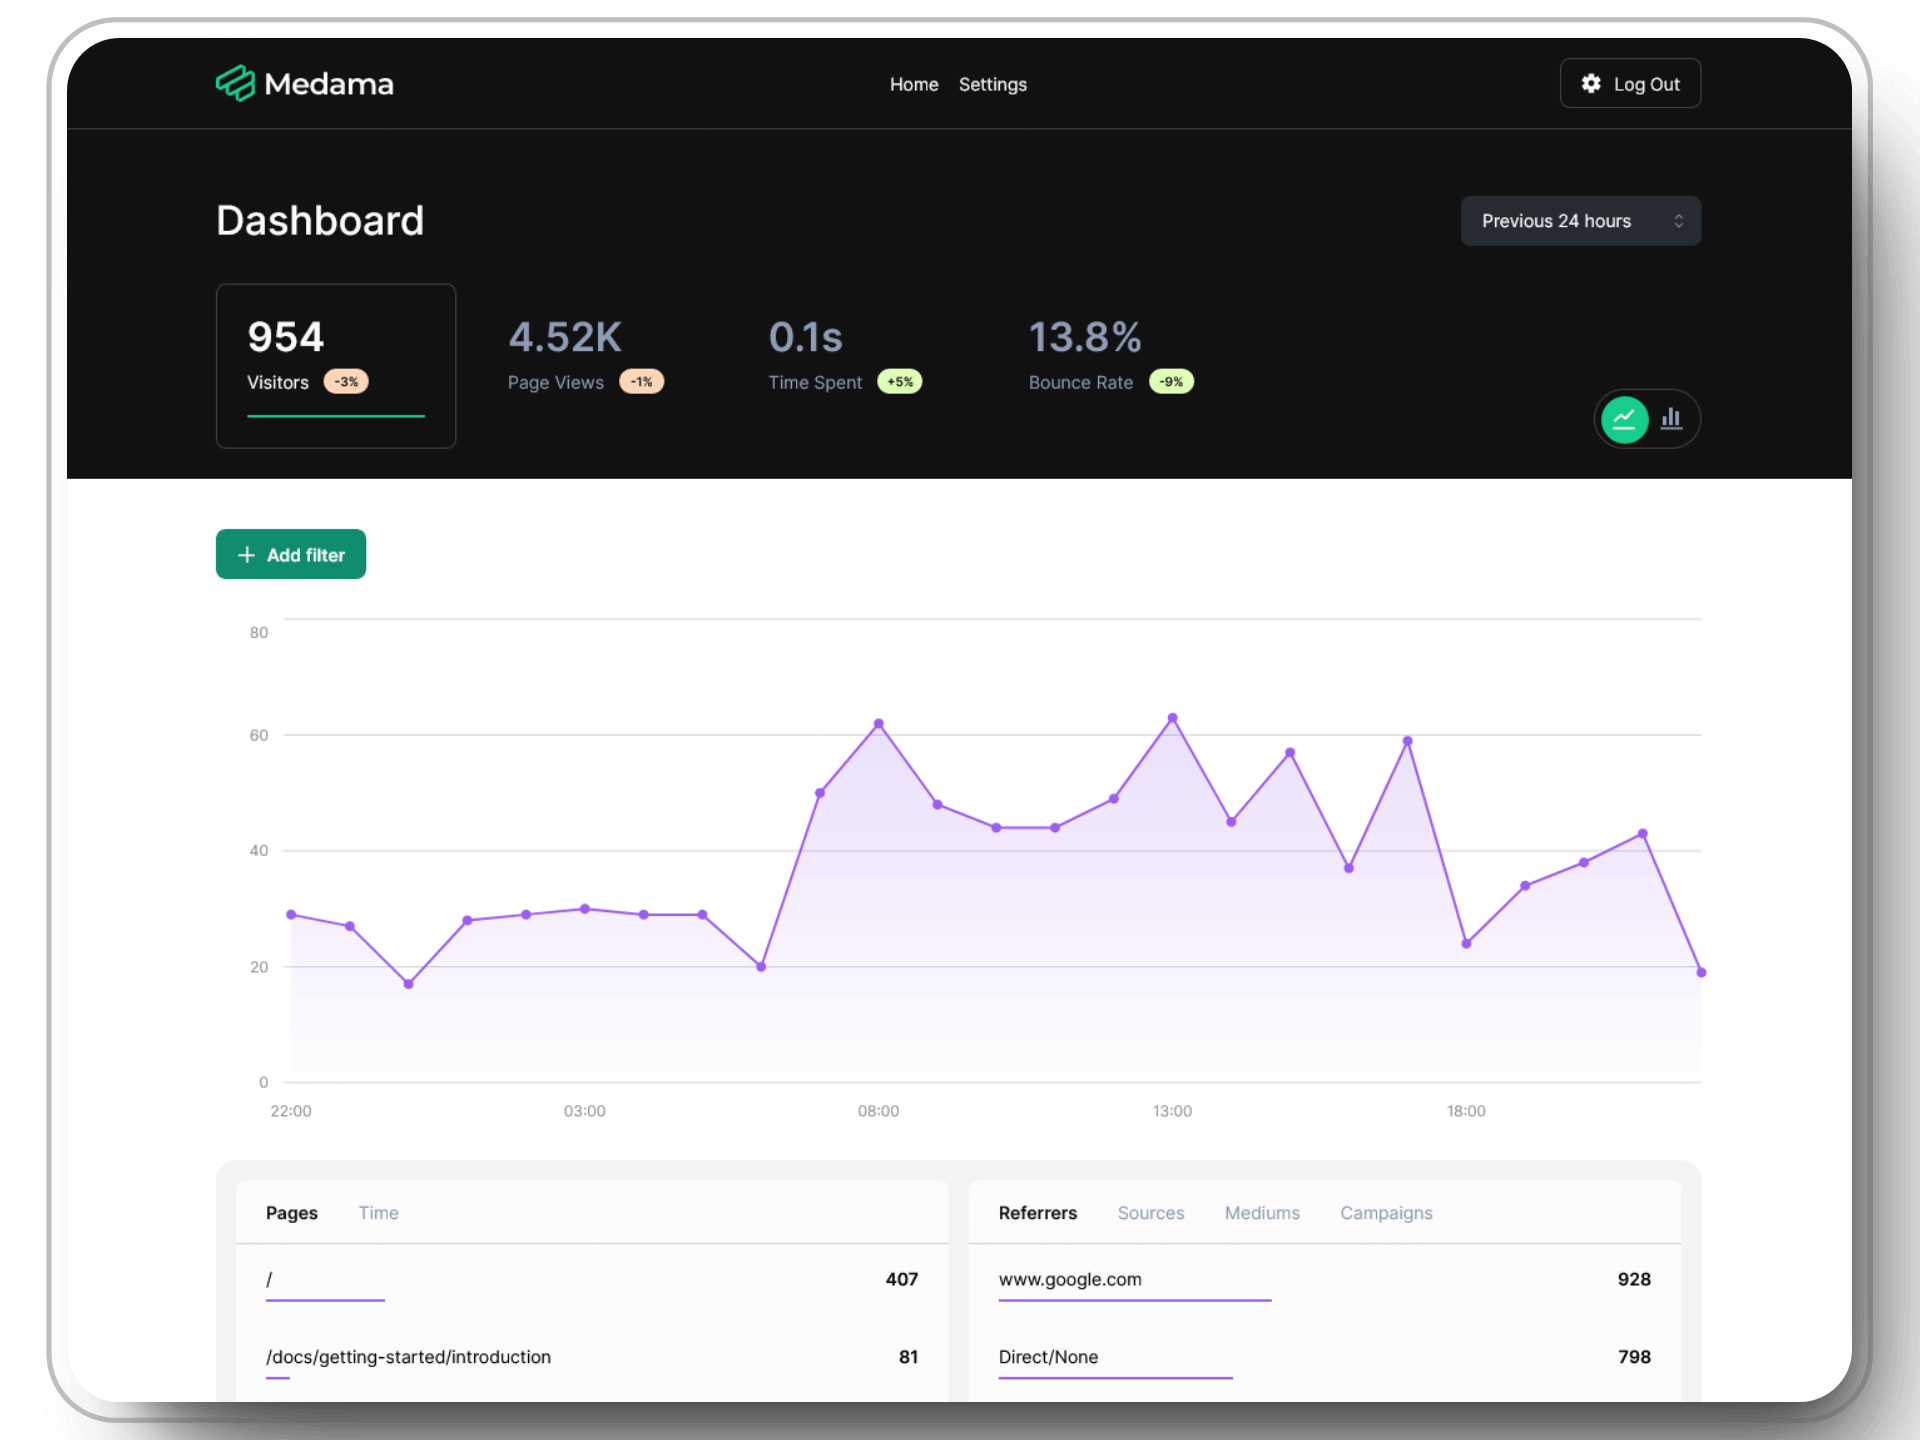 Medama
Home Settings
Log Out
Dashboard
Previous 24 hours
954
Visitors -3%
4.52K
Page Views -1%
0.1s
Time Spent +5%
13.8%
Bounce Rate -9%
Add filter
80
60
40
20
0
22:00 03:00 08:00 13:00 18:00
Pages Time
/ 407
/docs/getting-started/introduction 81
Referrers Sources Mediums Campaigns
www.google.com 928
Direct/None 798